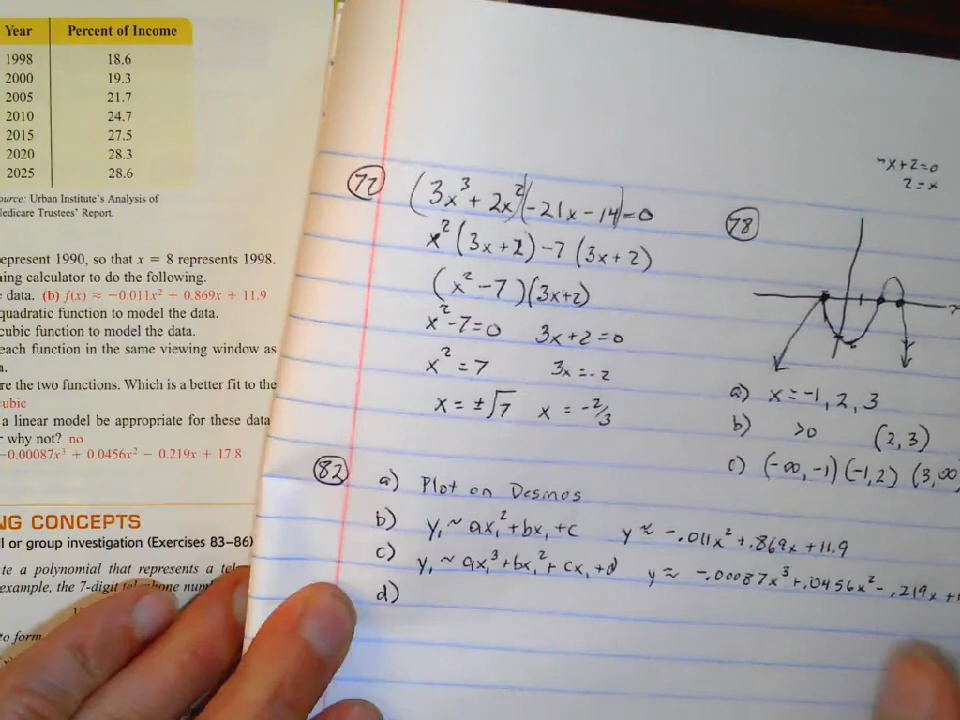 Year Percent of Income
1998 18.6
2000 19.3
2005 21.7
2010 24.7
2015 27.5
2020 28.3
2025 28.6
Urban Institute's Analysis of
Medicare Trustees' Report.
epresent 1990, so that x = 8 represents 1998.
ing calculator to do the following.
data. (b) f(x) ≈ -0.011x² + 0.869x + 11.9
quadratic function to model the data.
cubic function to model the data.
each function in the same viewing window as
a.
re the two functions. Which is a better fit to the
cubic
a linear model be appropriate for these data
why not? no
-0.00087x³ + 0.0456x² - 0.219x + 17.8
NG CONCEPTS
l or group investigation (Exercises 83–86)
te a polynomial that represents a
example, the 7-digit
to form
72 (3x³ + 2x²)(-21x - 14)=0
x² (3x+2) -7 (3x+2)
(x²-7)(3x+2)
x²-7=0 3x+2=0
x² = 7 3x = -2
x = ±√7 x = -2/3
82
a) Plot on Desmos
b) y₁ ~ ax₁² + bx₁ + c y ≈ -.011x² + .869x + 11.9
c) y₁ ~ ax₁³ + bx₁² + cx₁ + d y ≈ -.00087x³ + .0456x² - .219x +
d)
x+2=0
2=x
78
a) x = -1, 2, 3
b) >0 (2, 3)
c) (-∞, -1) (-1, 2) (3, ∞)